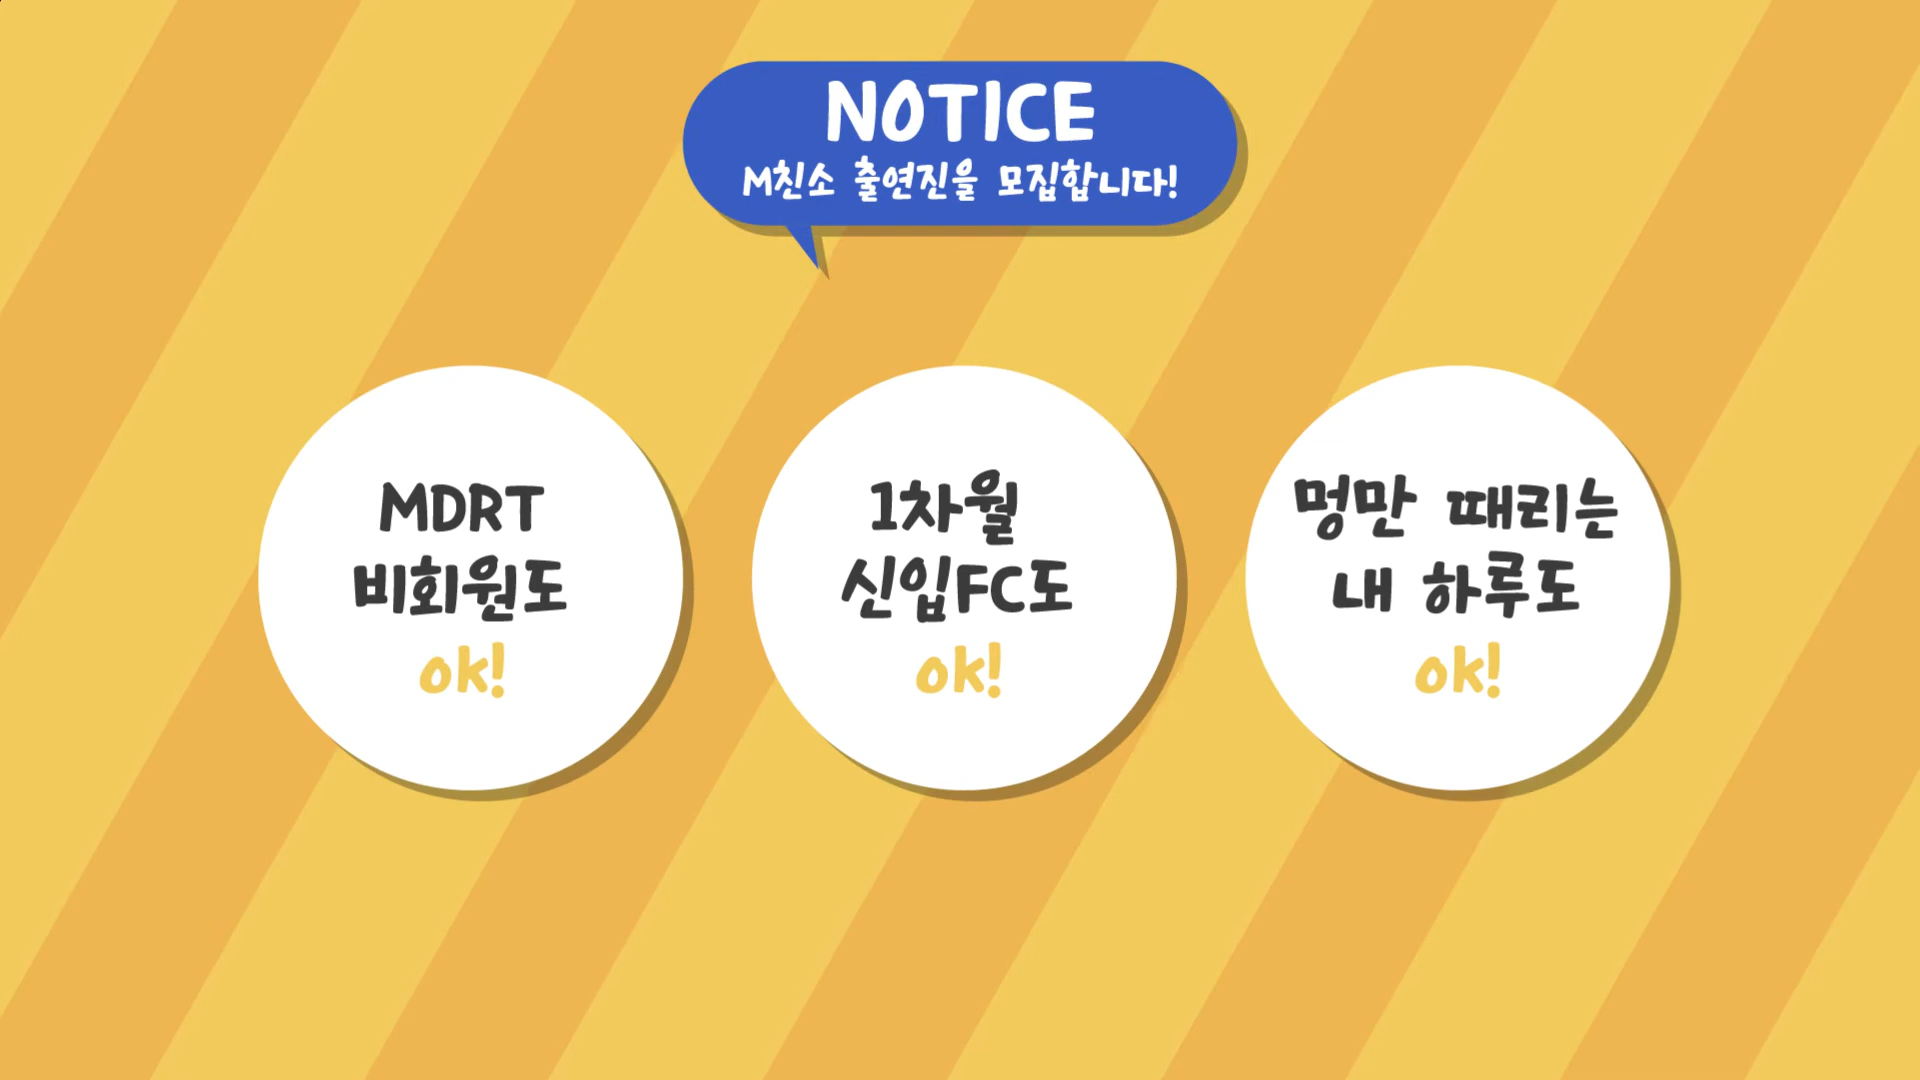 NOTICE
M친소 출연진을 모집합니다!
MDRT
비회원도
ok!
1차월
신입FC도
ok!
멍만 때리는
내 하루도
ok!